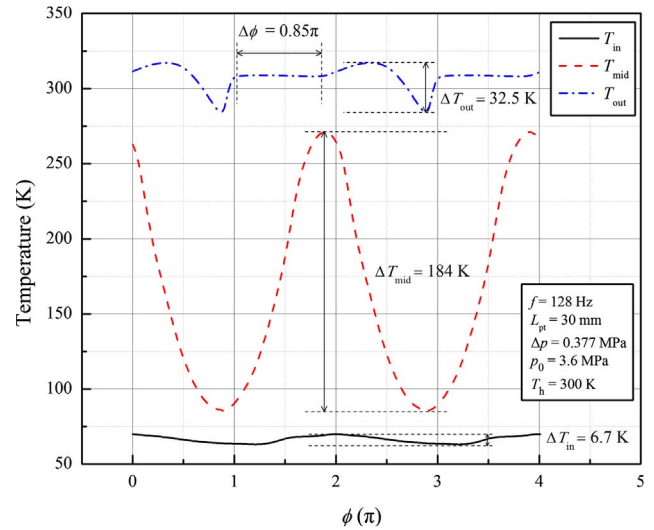 350
300
250
200
150
100
50
Temperature (K)
0
1
2
3
4
5
ϕ (π)
Δϕ = 0.85π
ΔT_out = 32.5 K
ΔT_mid = 184 K
ΔT_in = 6.7 K
T_in
T_mid
T_out
f = 128 Hz
L_pt = 30 mm
Δp = 0.377 MPa
p_0 = 3.6 MPa
T_h = 300 K